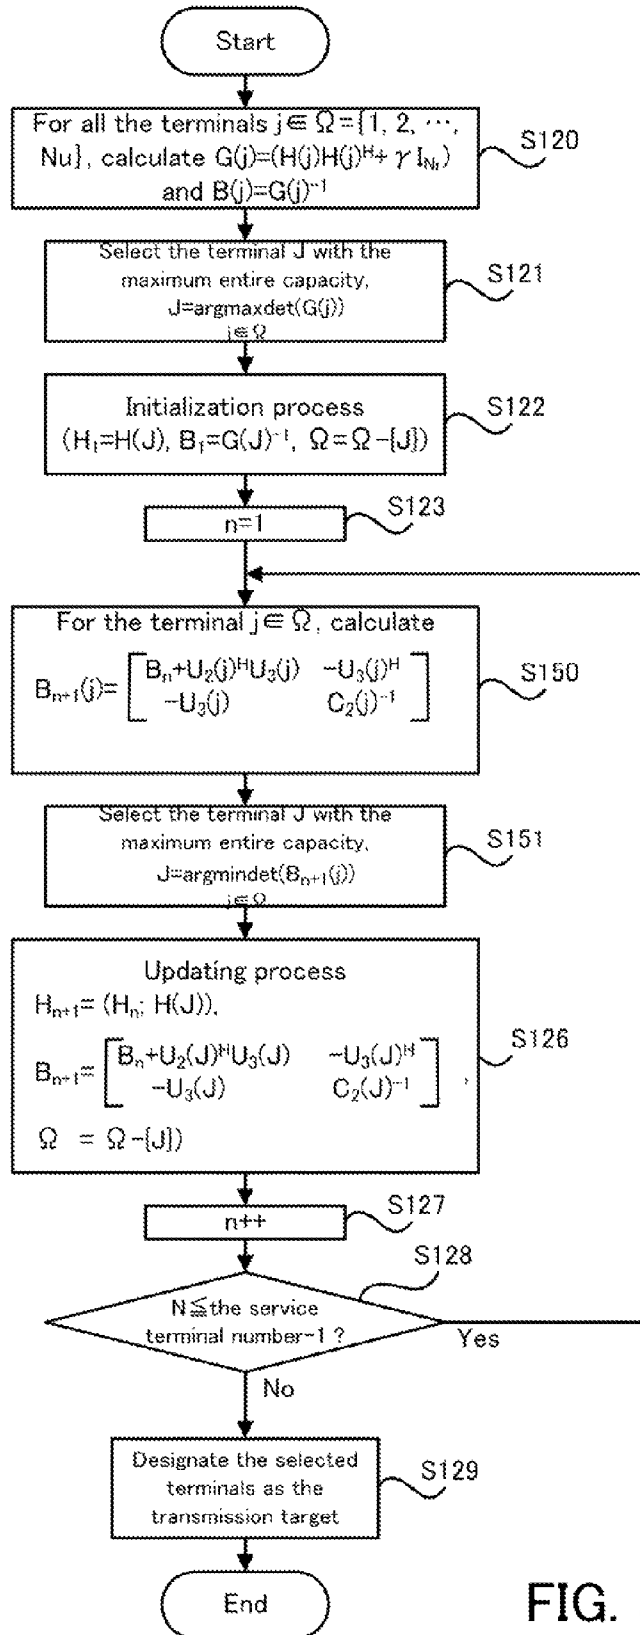 Start
For all the terminals j∈Ω={1, 2, ⋯,
Nu}, calculate G(j)=(H(j)H(j)ᴴ+ γ I_Nr)
and B(j)=G(j)⁻¹
S120
Select the terminal J with the
maximum entire capacity,
J=argmaxdet(G(j))
j∈Ω
S121
Initialization process
(H₁=H(J), B₁=G(J)⁻¹, Ω=Ω-{J})
S122
n=1
S123
For the terminal j∈Ω, calculate
Bₙ₊₁(j)= [ Bₙ+U₂(j)ᴴU₃(j) -U₃(j)ᴴ
-U₃(j) C₂(j)⁻¹ ]
S150
Select the terminal J with the
maximum entire capacity,
J=argmindet(Bₙ₊₁(j))
j∈Ω
S151
Updating process
Hₙ₊₁= (Hₙ; H(J)),
Bₙ₊₁= [ Bₙ+U₂(J)ᴴU₃(J) -U₃(J)ᴴ
-U₃(J) C₂(J)⁻¹ ] ,
Ω = Ω-{J})
S126
n++
S127
S128
N≦the service
terminal number-1 ?
Yes
No
Designate the selected
terminals as the
transmission target
S129
End
FIG.